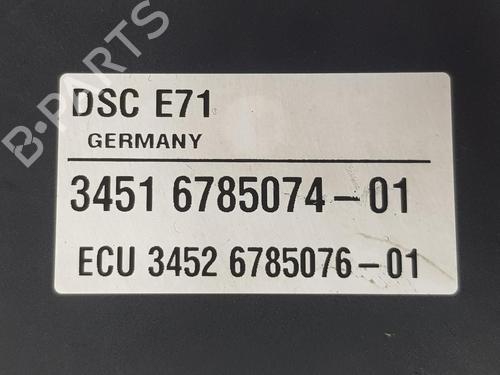 DSC E71
GERMANY
3451 6785074-01
ECU 3452 6785076-01
B-PARTS